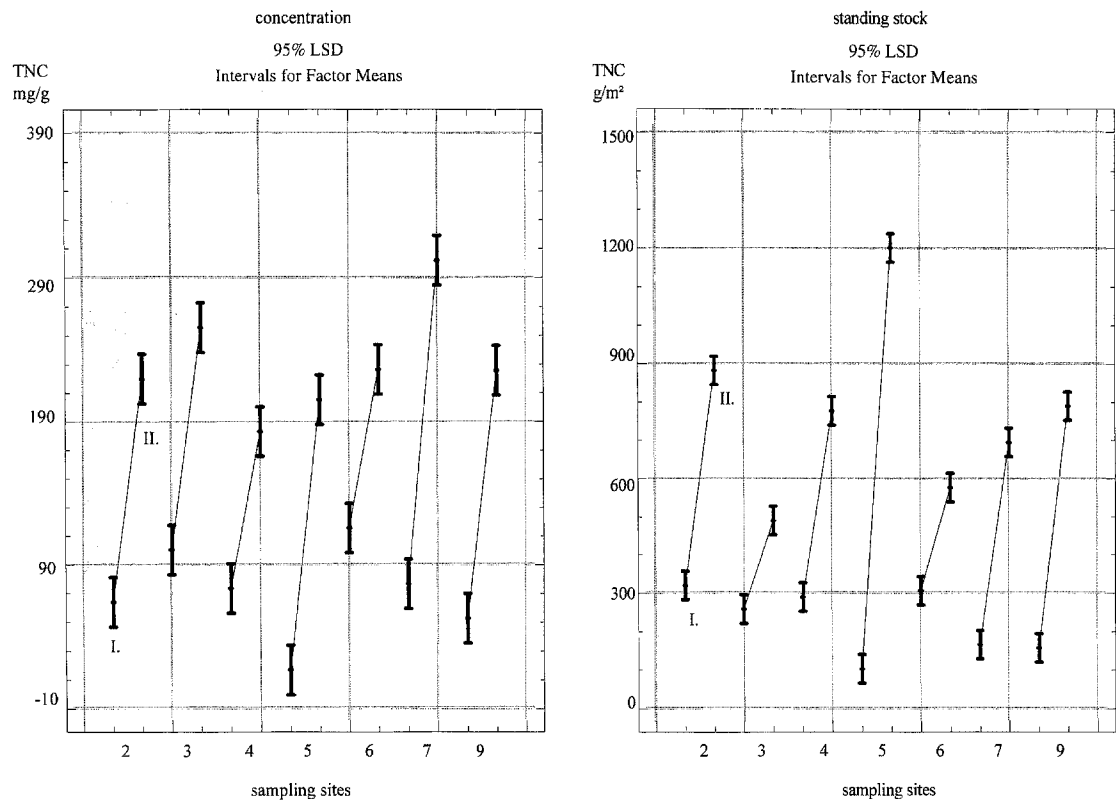 concentration
95% LSD
Intervals for Factor Means
TNC
mg/g
390
290
190
90
-10
I.
II.
2 3 4 5 6 7 9
sampling sites
standing stock
95% LSD
Intervals for Factor Means
TNC
g/m²
1500
1200
900
600
300
0
I.
II.
2 3 4 5 6 7 9
sampling sites